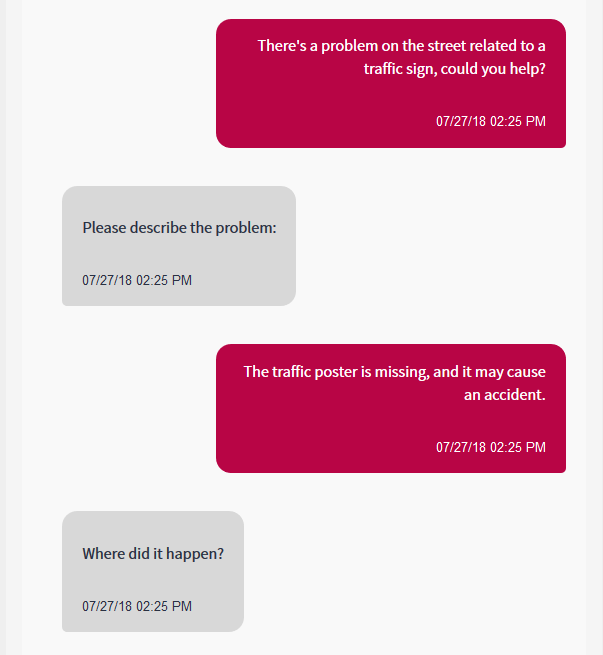 There's a problem on the street related to a
traffic sign, could you help?
07/27/18 02:25 PM
Please describe the problem:
07/27/18 02:25 PM
The traffic poster is missing, and it may cause
an accident.
07/27/18 02:25 PM
Where did it happen?
07/27/18 02:25 PM